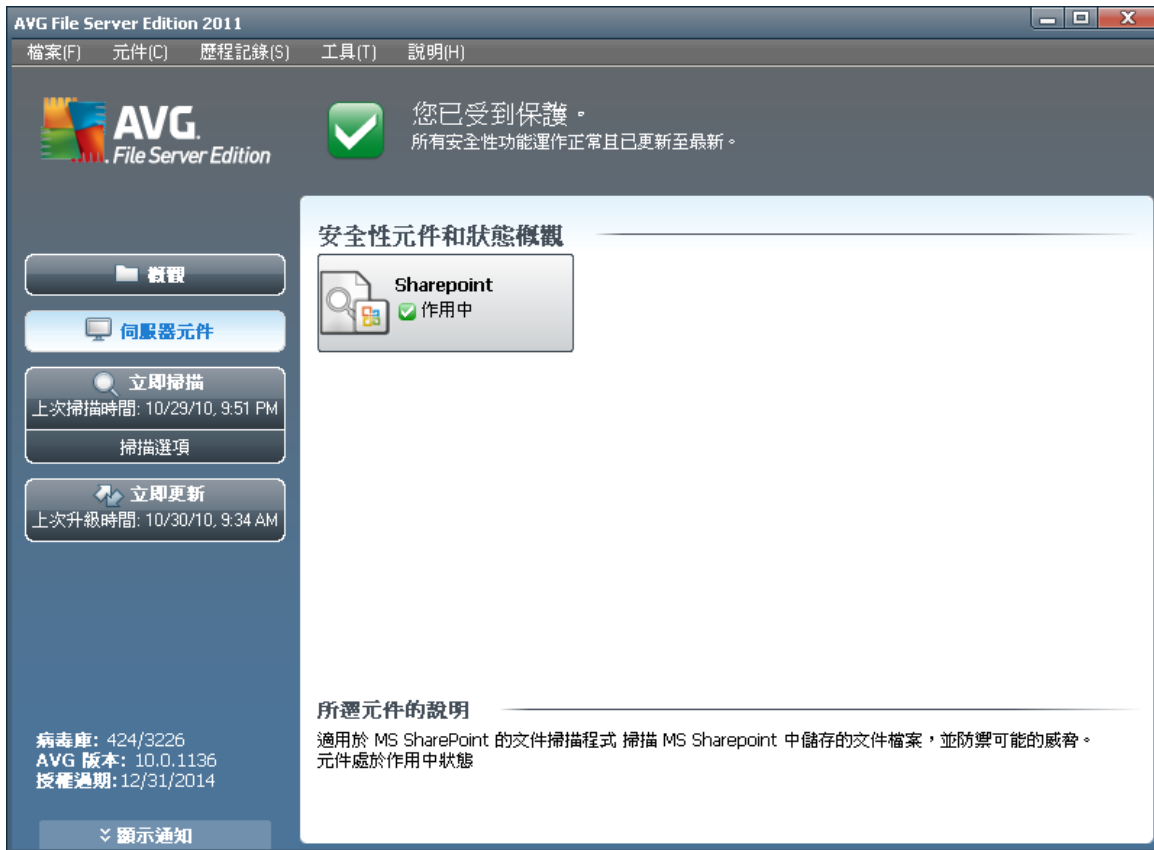 AVG File Server Edition 2011
檔案(F) 元件(C) 歷程記錄(S) 工具(T) 說明(H)
AVG.
File Server Edition
您已受到保護。
所有安全性功能運作正常且已更新至最新。
安全性元件和狀態概觀
概觀
Sharepoint
作用中
伺服器元件
立即掃描
上次掃描時間: 10/29/10, 9:51 PM
掃描選項
立即更新
上次升級時間: 10/30/10, 9:34 AM
所選元件的說明
適用於 MS SharePoint 的文件掃描程式 掃描 MS Sharepoint 中儲存的文件檔案，並防禦可能的威脅。
元件處於作用中狀態
病毒庫: 424/3226
AVG 版本: 10.0.1136
授權過期: 12/31/2014
顯示通知